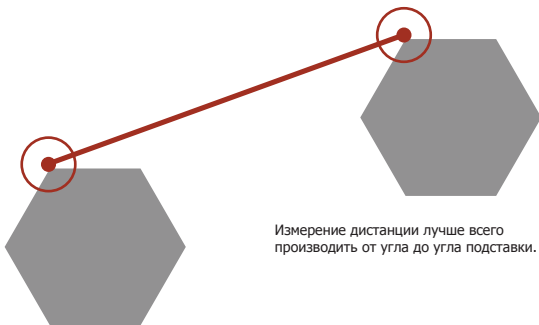 Измерение дистанции лучше всего
производить от угла до угла подставки.